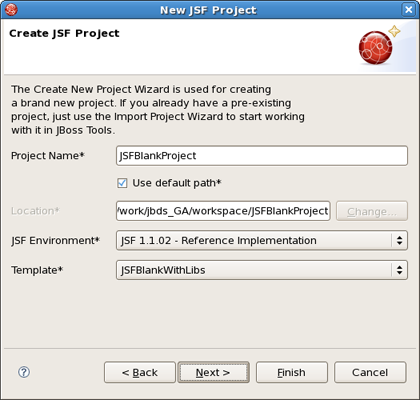 New JSF Project
Create JSF Project
The Create New Project Wizard is used for creating
a brand new project. If you already have a pre-existing
project, just use the Import Project Wizard to start working
with it in JBoss Tools.
Project Name* JSFBlankProject
Use default path*
Location* /work/jbds_GA/workspace/JSFBlankProject Change...
JSF Environment* JSF 1.1.02 - Reference Implementation
Template* JSFBlankWithLibs
? < Back Next > Finish Cancel